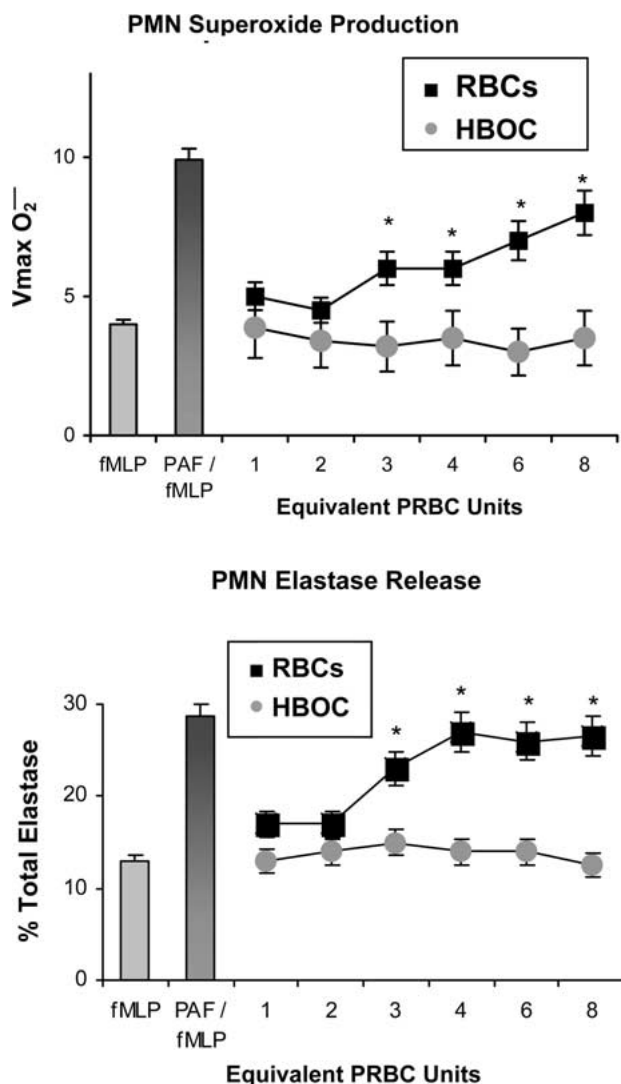 PMN Superoxide Production
RBCs
HBOC
Vmax O₂—
10
5
0
*
*
*
*
fMLP
PAF /
fMLP
1
2
3
4
6
8
Equivalent PRBC Units
PMN Elastase Release
RBCs
HBOC
% Total Elastase
30
20
10
0
*
*
*
*
fMLP
PAF /
fMLP
1
2
3
4
6
8
Equivalent PRBC Units